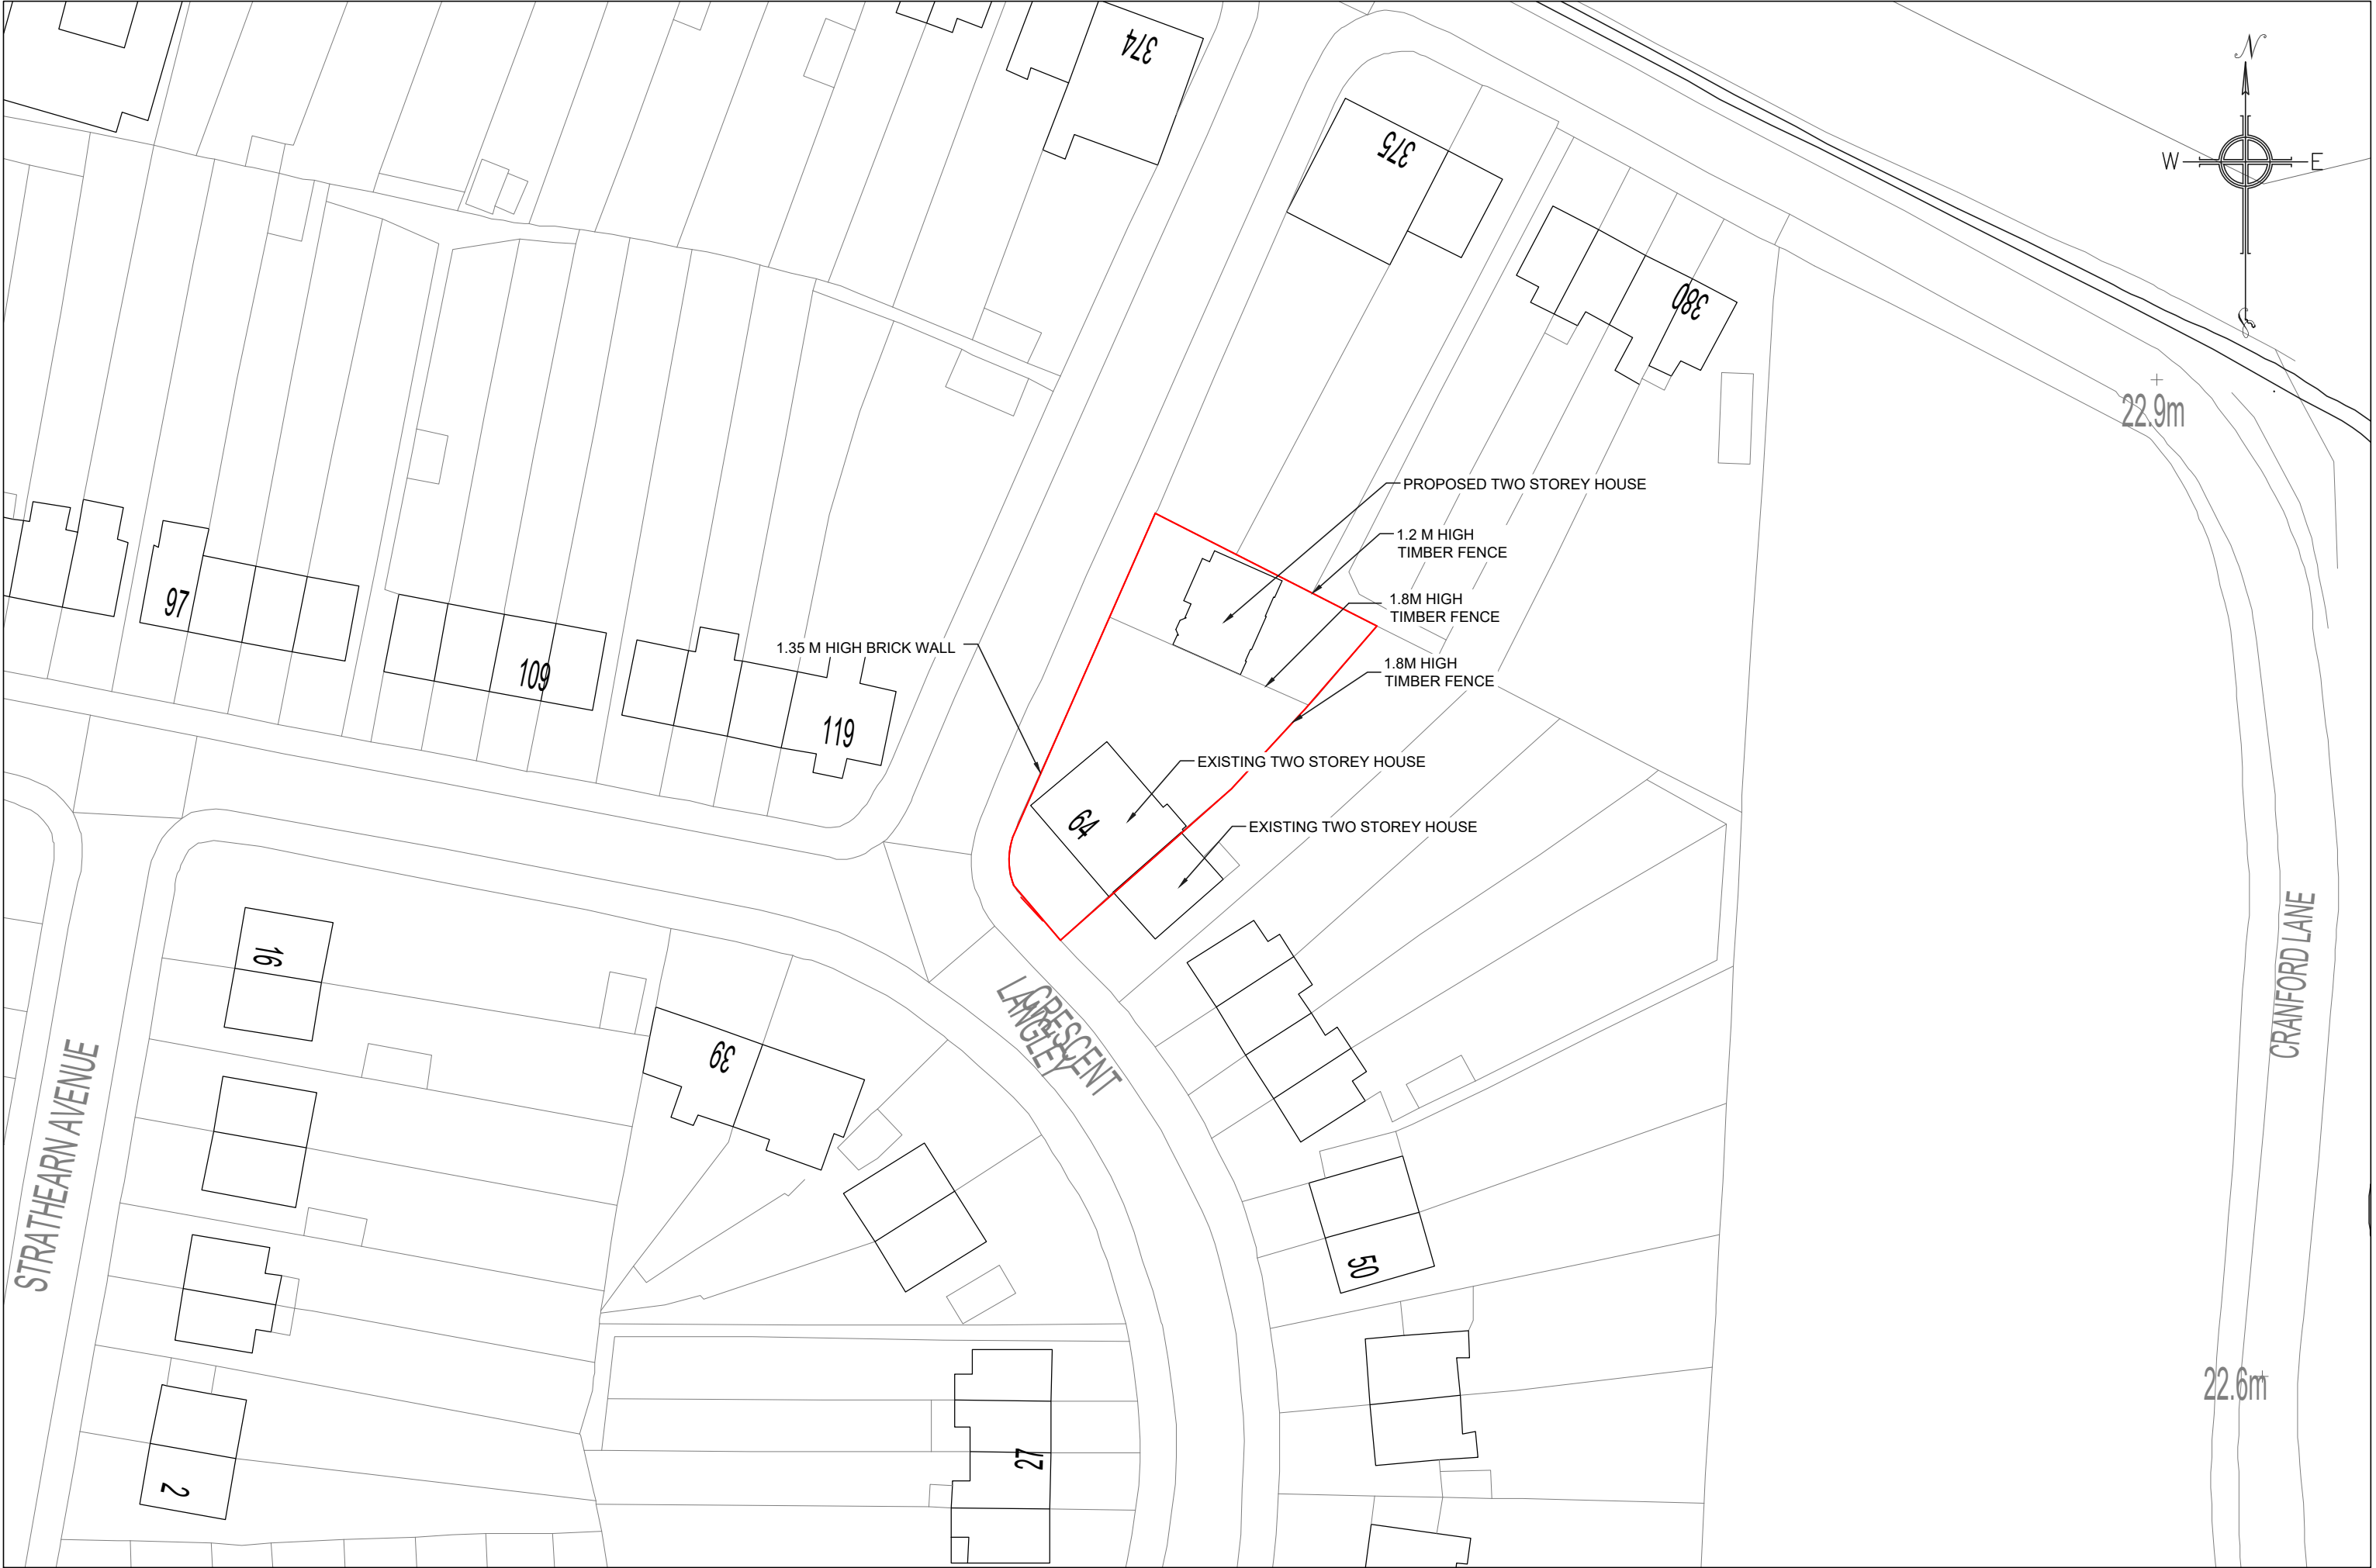 374
N
375
W
E
380
S
22.9m
PROPOSED TWO STOREY HOUSE
1.2 M HIGH
TIMBER FENCE
97
1.8M HIGH
TIMBER FENCE
1.35 M HIGH BRICK WALL
109
1.8M HIGH
TIMBER FENCE
119
EXISTING TWO STOREY HOUSE
64
EXISTING TWO STOREY HOUSE
16
LANGLEY
CRESCENT
CRANFORD LANE
39
STRATHEARN AVENUE
50
22.6m
27
2